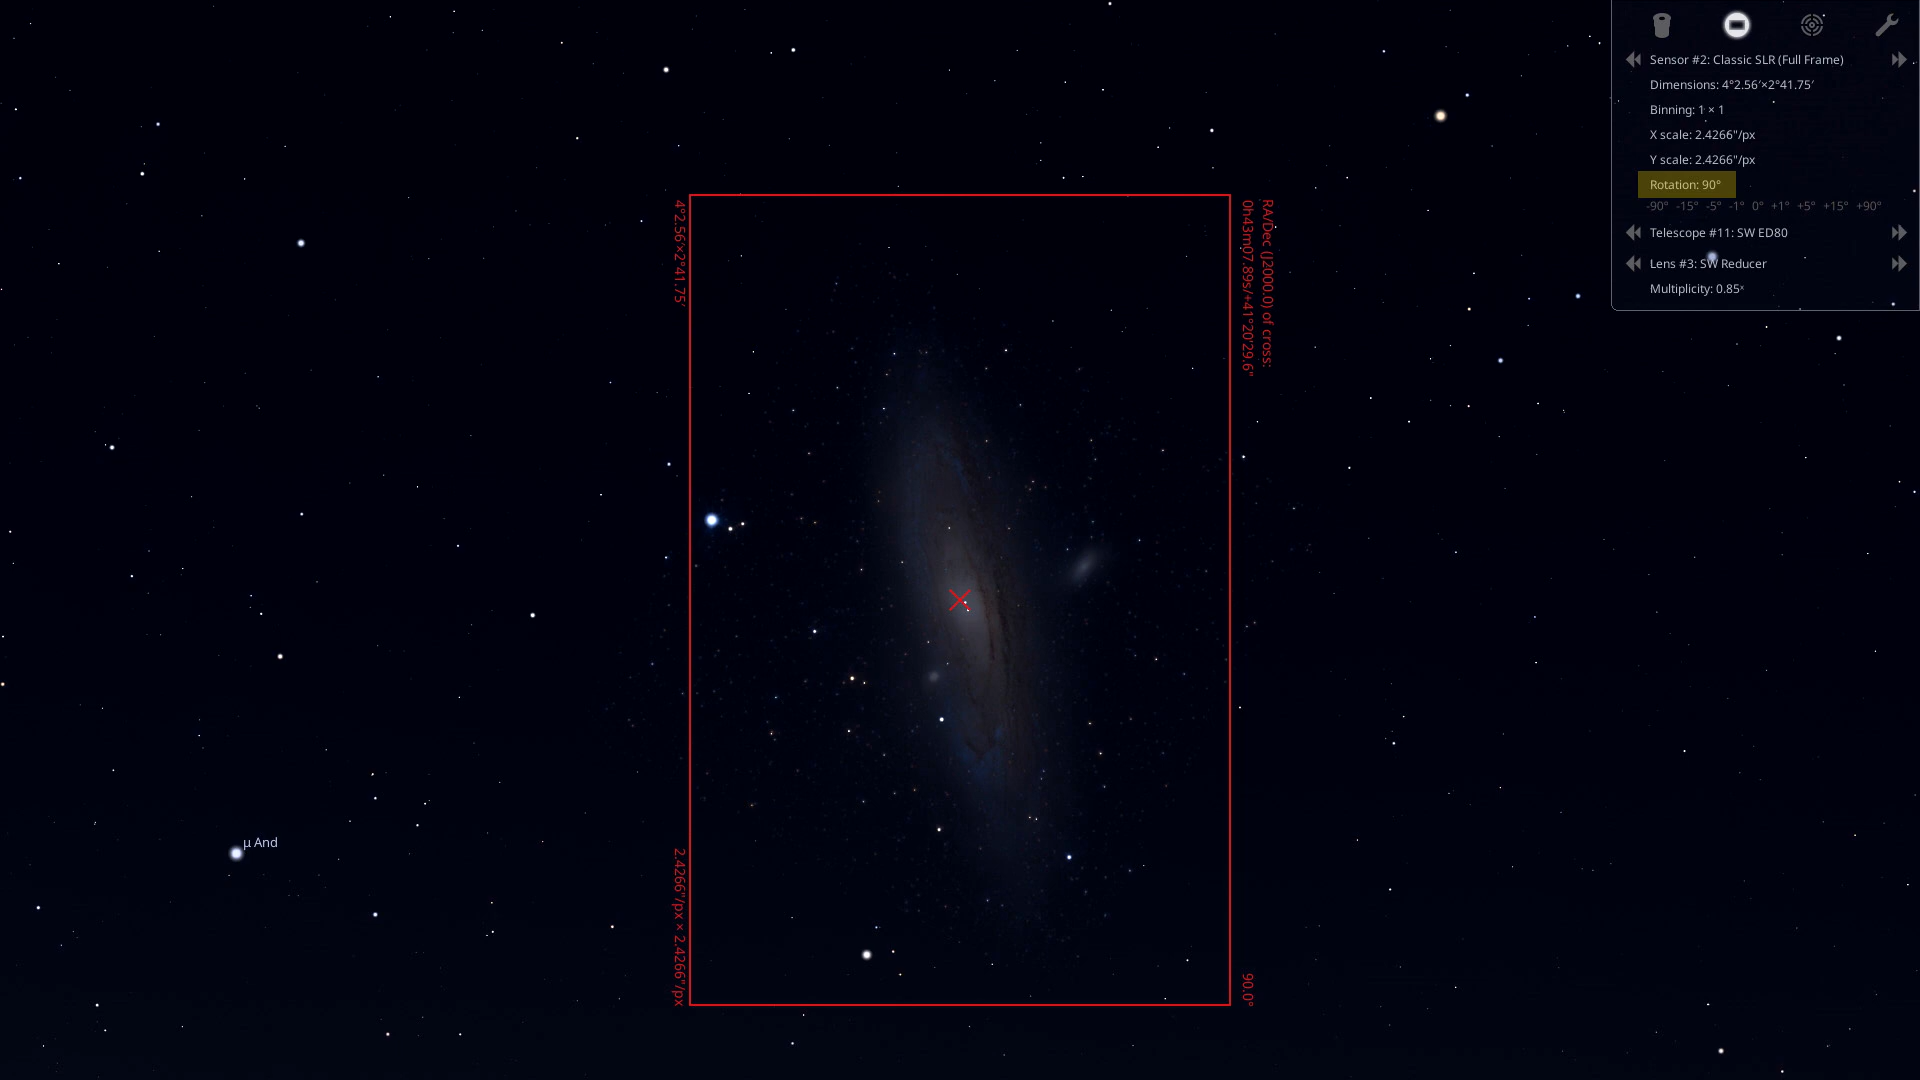 Sensor #2: Classic SLR (Full Frame)
Dimensions: 4°2.56′×2°41.75′
Binning: 1 × 1
X scale: 2.4266"/px
Y scale: 2.4266"/px
Rotation: 90°
-90° -15° -5° -1° 0° +1° +5° +15° +90°
Telescope #11: SW ED80
Lens #3: SW Reducer
Multiplicity: 0.85ˣ
RA/Dec (J2000.0) of cross:
0h43m07.89s/+41°20'29.6"
4°2.56′×2°41.75′
2.4266"/px × 2.4266"/px
90.0°
μ And